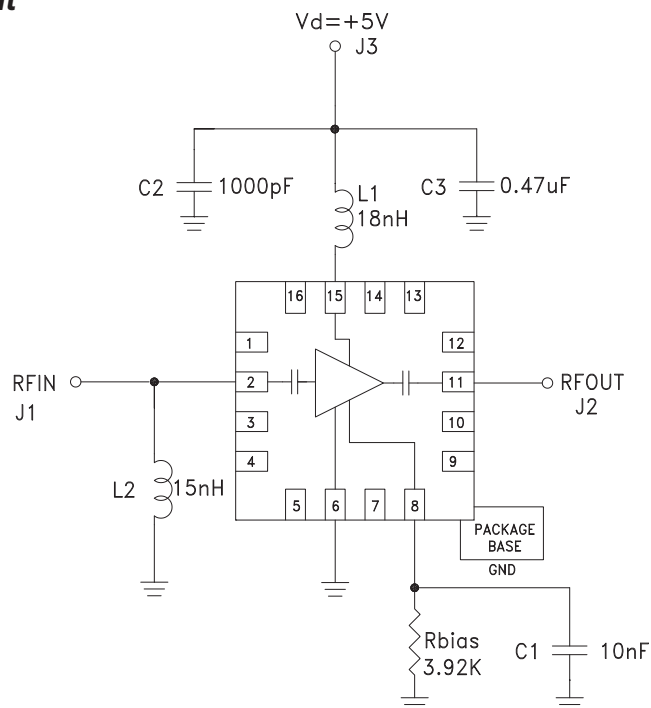 Vd=+5V
J3
C2
1000pF
L1
18nH
C3
0.47uF
16
15
14
13
1
2
3
4
12
11
10
9
RFIN
J1
RFOUT
J2
L2
15nH
5
6
7
8
PACKAGE
BASE
GND
Rbias
3.92K
C1
10nF